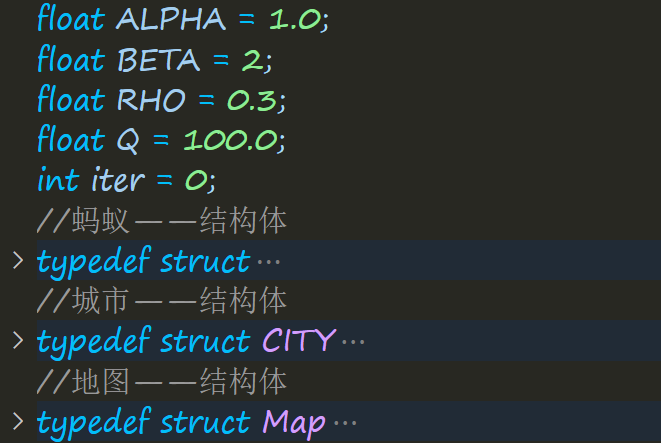 float ALPHA = 1.0;
float BETA = 2;
float RHO = 0.3;
float Q = 100.0;
int iter = 0;
//蚂蚁——结构体
typedef struct…
//城市——结构体
typedef struct CITY…
//地图——结构体
typedef struct Map…